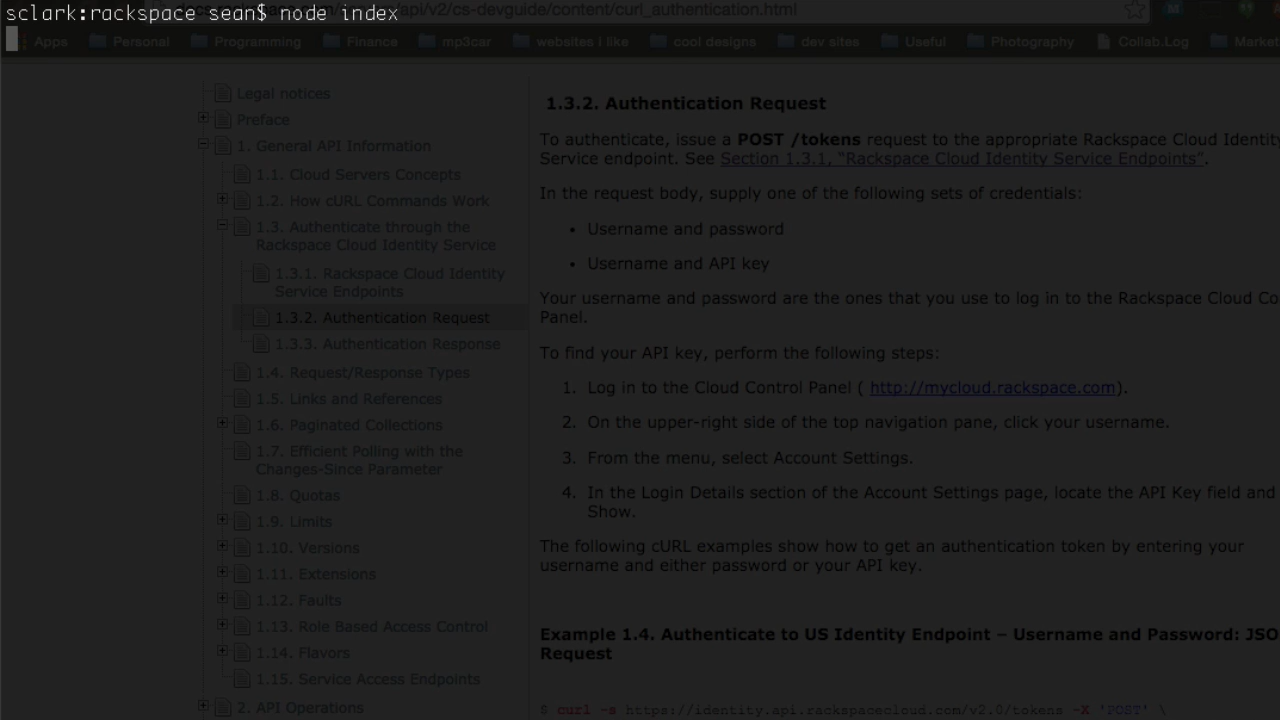 sclark:rackspace sean$ node index
docs.rackspace.com/servers/api/v2/cs-devguide/content/curl_authentication.html
Apps Personal Programming Finance mp3car websites i like cool designs dev sites Useful Photography Collab:Log Market
Legal notices
Preface
1. General API Information
1.1. Cloud Servers Concepts
1.2. How cURL Commands Work
1.3. Authenticate through the
Rackspace Cloud Identity Service
1.3.1. Rackspace Cloud Identity
Service Endpoints
1.3.2. Authentication Request
1.3.3. Authentication Response
1.4. Request/Response Types
1.5. Links and References
1.6. Paginated Collections
1.7. Efficient Polling with the
Changes-Since Parameter
1.8. Quotas
1.9. Limits
1.10. Versions
1.11. Extensions
1.12. Faults
1.13. Role Based Access Control
1.14. Flavors
1.15. Service Access Endpoints
2. API Operations
1.3.2. Authentication Request
To authenticate, issue a POST /tokens request to the appropriate Rackspace Cloud Identity
Service endpoint. See Section 1.3.1, “Rackspace Cloud Identity Service Endpoints”.
In the request body, supply one of the following sets of credentials:
• Username and password
• Username and API key
Your username and password are the ones that you use to log in to the Rackspace Cloud Co
Panel.
To find your API key, perform the following steps:
1. Log in to the Cloud Control Panel ( http://mycloud.rackspace.com).
2. On the upper-right side of the top navigation pane, click your username.
3. From the menu, select Account Settings.
4. In the Login Details section of the Account Settings page, locate the API Key field and
Show.
The following cURL examples show how to get an authentication token by entering your
username and either password or your API key.
Example 1.4. Authenticate to US Identity Endpoint – Username and Password: JSO
Request
$ curl -s https://identity.api.rackspacecloud.com/v2.0/tokens -X 'POST' \